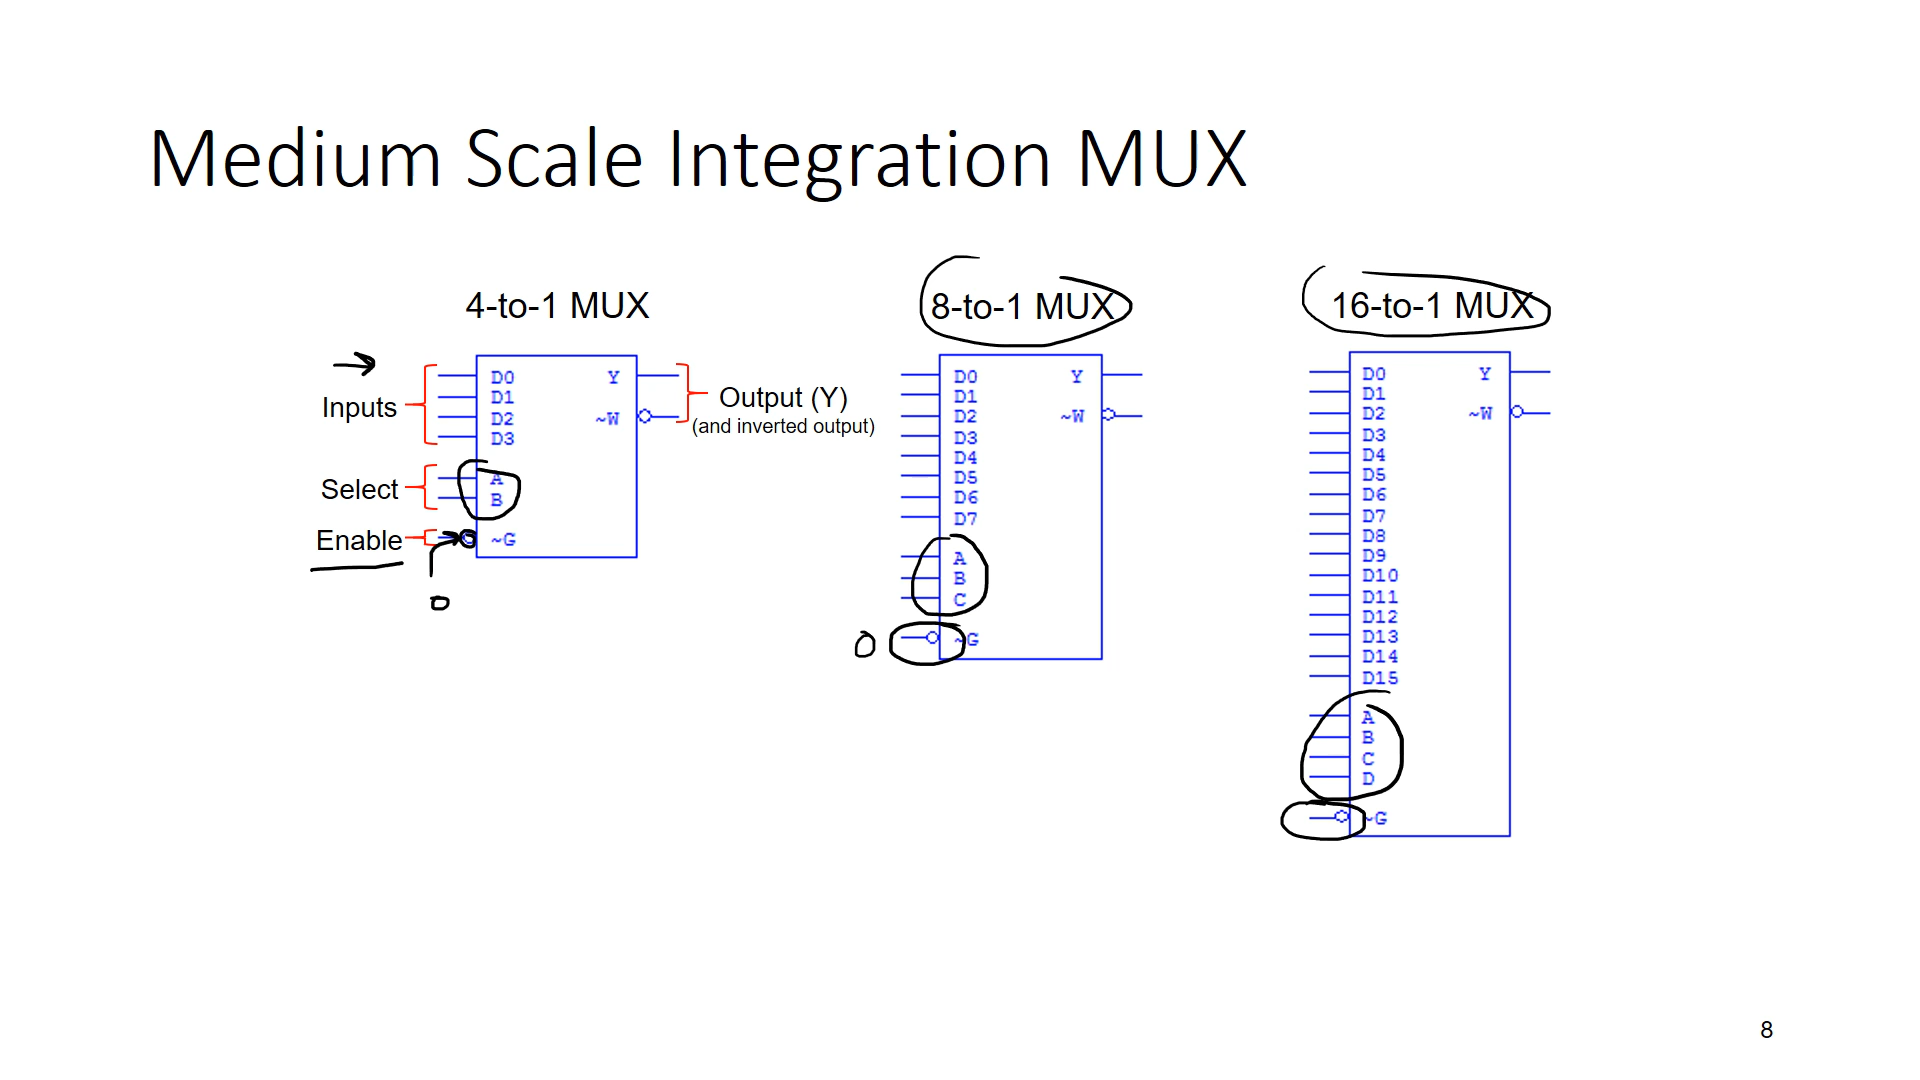 Medium Scale Integration MUX
4-to-1 MUX
Inputs
Select
Enable
D0
D1
D2
D3
A
B
~G
Y
~W
Output (Y)
(and inverted output)
0
8-to-1 MUX
D0
D1
D2
D3
D4
D5
D6
D7
A
B
C
~G
Y
~W
0
16-to-1 MUX
D0
D1
D2
D3
D4
D5
D6
D7
D8
D9
D10
D11
D12
D13
D14
D15
A
B
C
D
~G
Y
~W
8